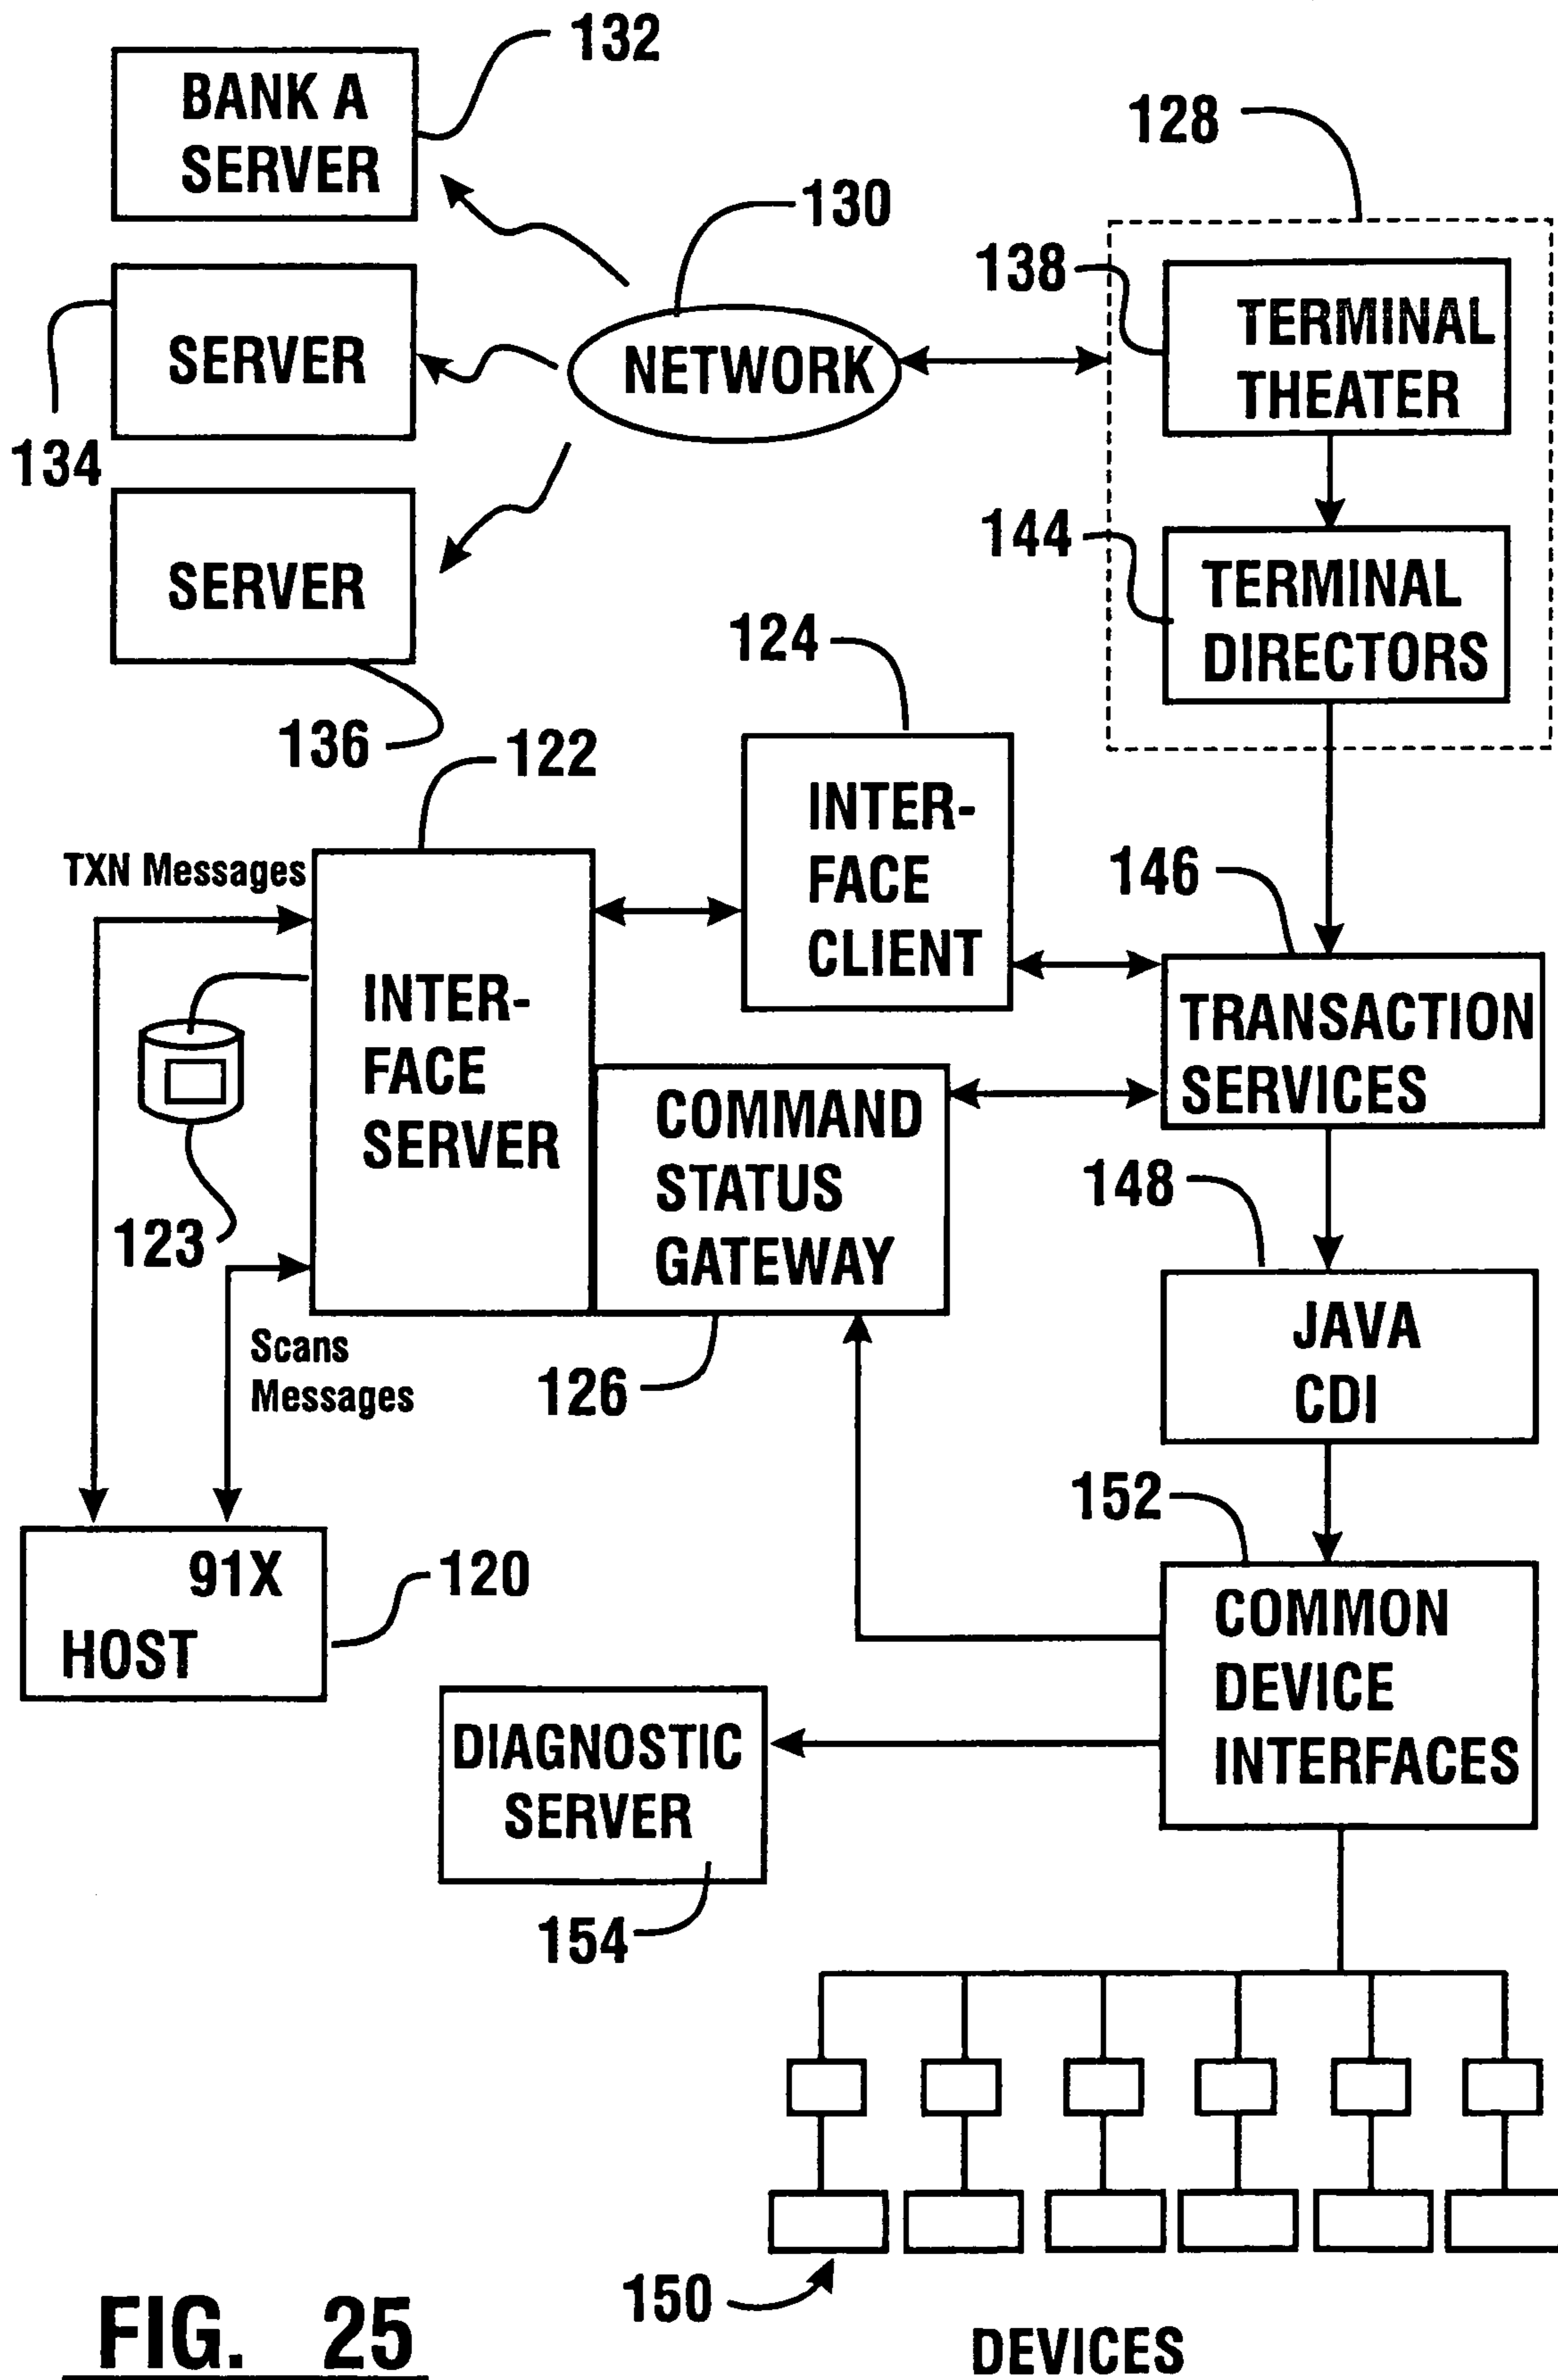 132
BANK A
SERVER
128
130
138
TERMINAL
THEATER
SERVER
NETWORK
134
144
TERMINAL
DIRECTORS
SERVER
124
136
122
INTER-
FACE
CLIENT
TXN Messages
146
INTER-
FACE
SERVER
TRANSACTION
SERVICES
COMMAND
STATUS
GATEWAY
148
123
JAVA
CDI
Scans
Messages
126
152
91X
HOST
120
COMMON
DEVICE
INTERFACES
DIAGNOSTIC
SERVER
154
150
DEVICES
FIG. 25